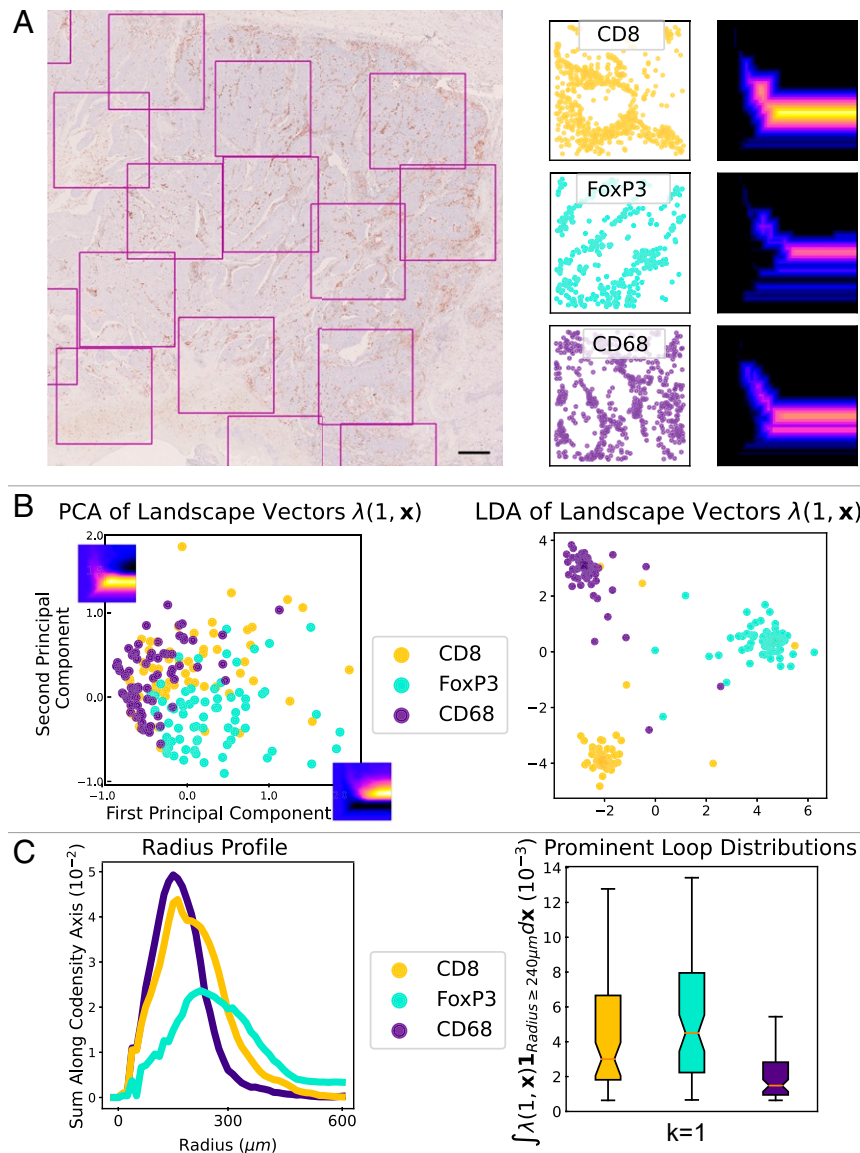 A
CD8
FoxP3
CD68
B
PCA of Landscape Vectors λ(1, x)
LDA of Landscape Vectors λ(1, x)
2.0
1.0
0.0
-1.0
Second Principal
Component
-1.0
0.0
1.0
First Principal Component
CD8
FoxP3
CD68
4
2
0
−2
−4
−2
0
2
4
6
C
Radius Profile
Prominent Loop Distributions
5
4
3
2
1
0
Sum Along Codensity Axis (10⁻²)
0
300
600
Radius (μm)
CD8
FoxP3
CD68
14
12
10
8
6
4
2
0
∫λ(1, x)1_{Radius ≥ 240μm}dx (10⁻³)
k=1